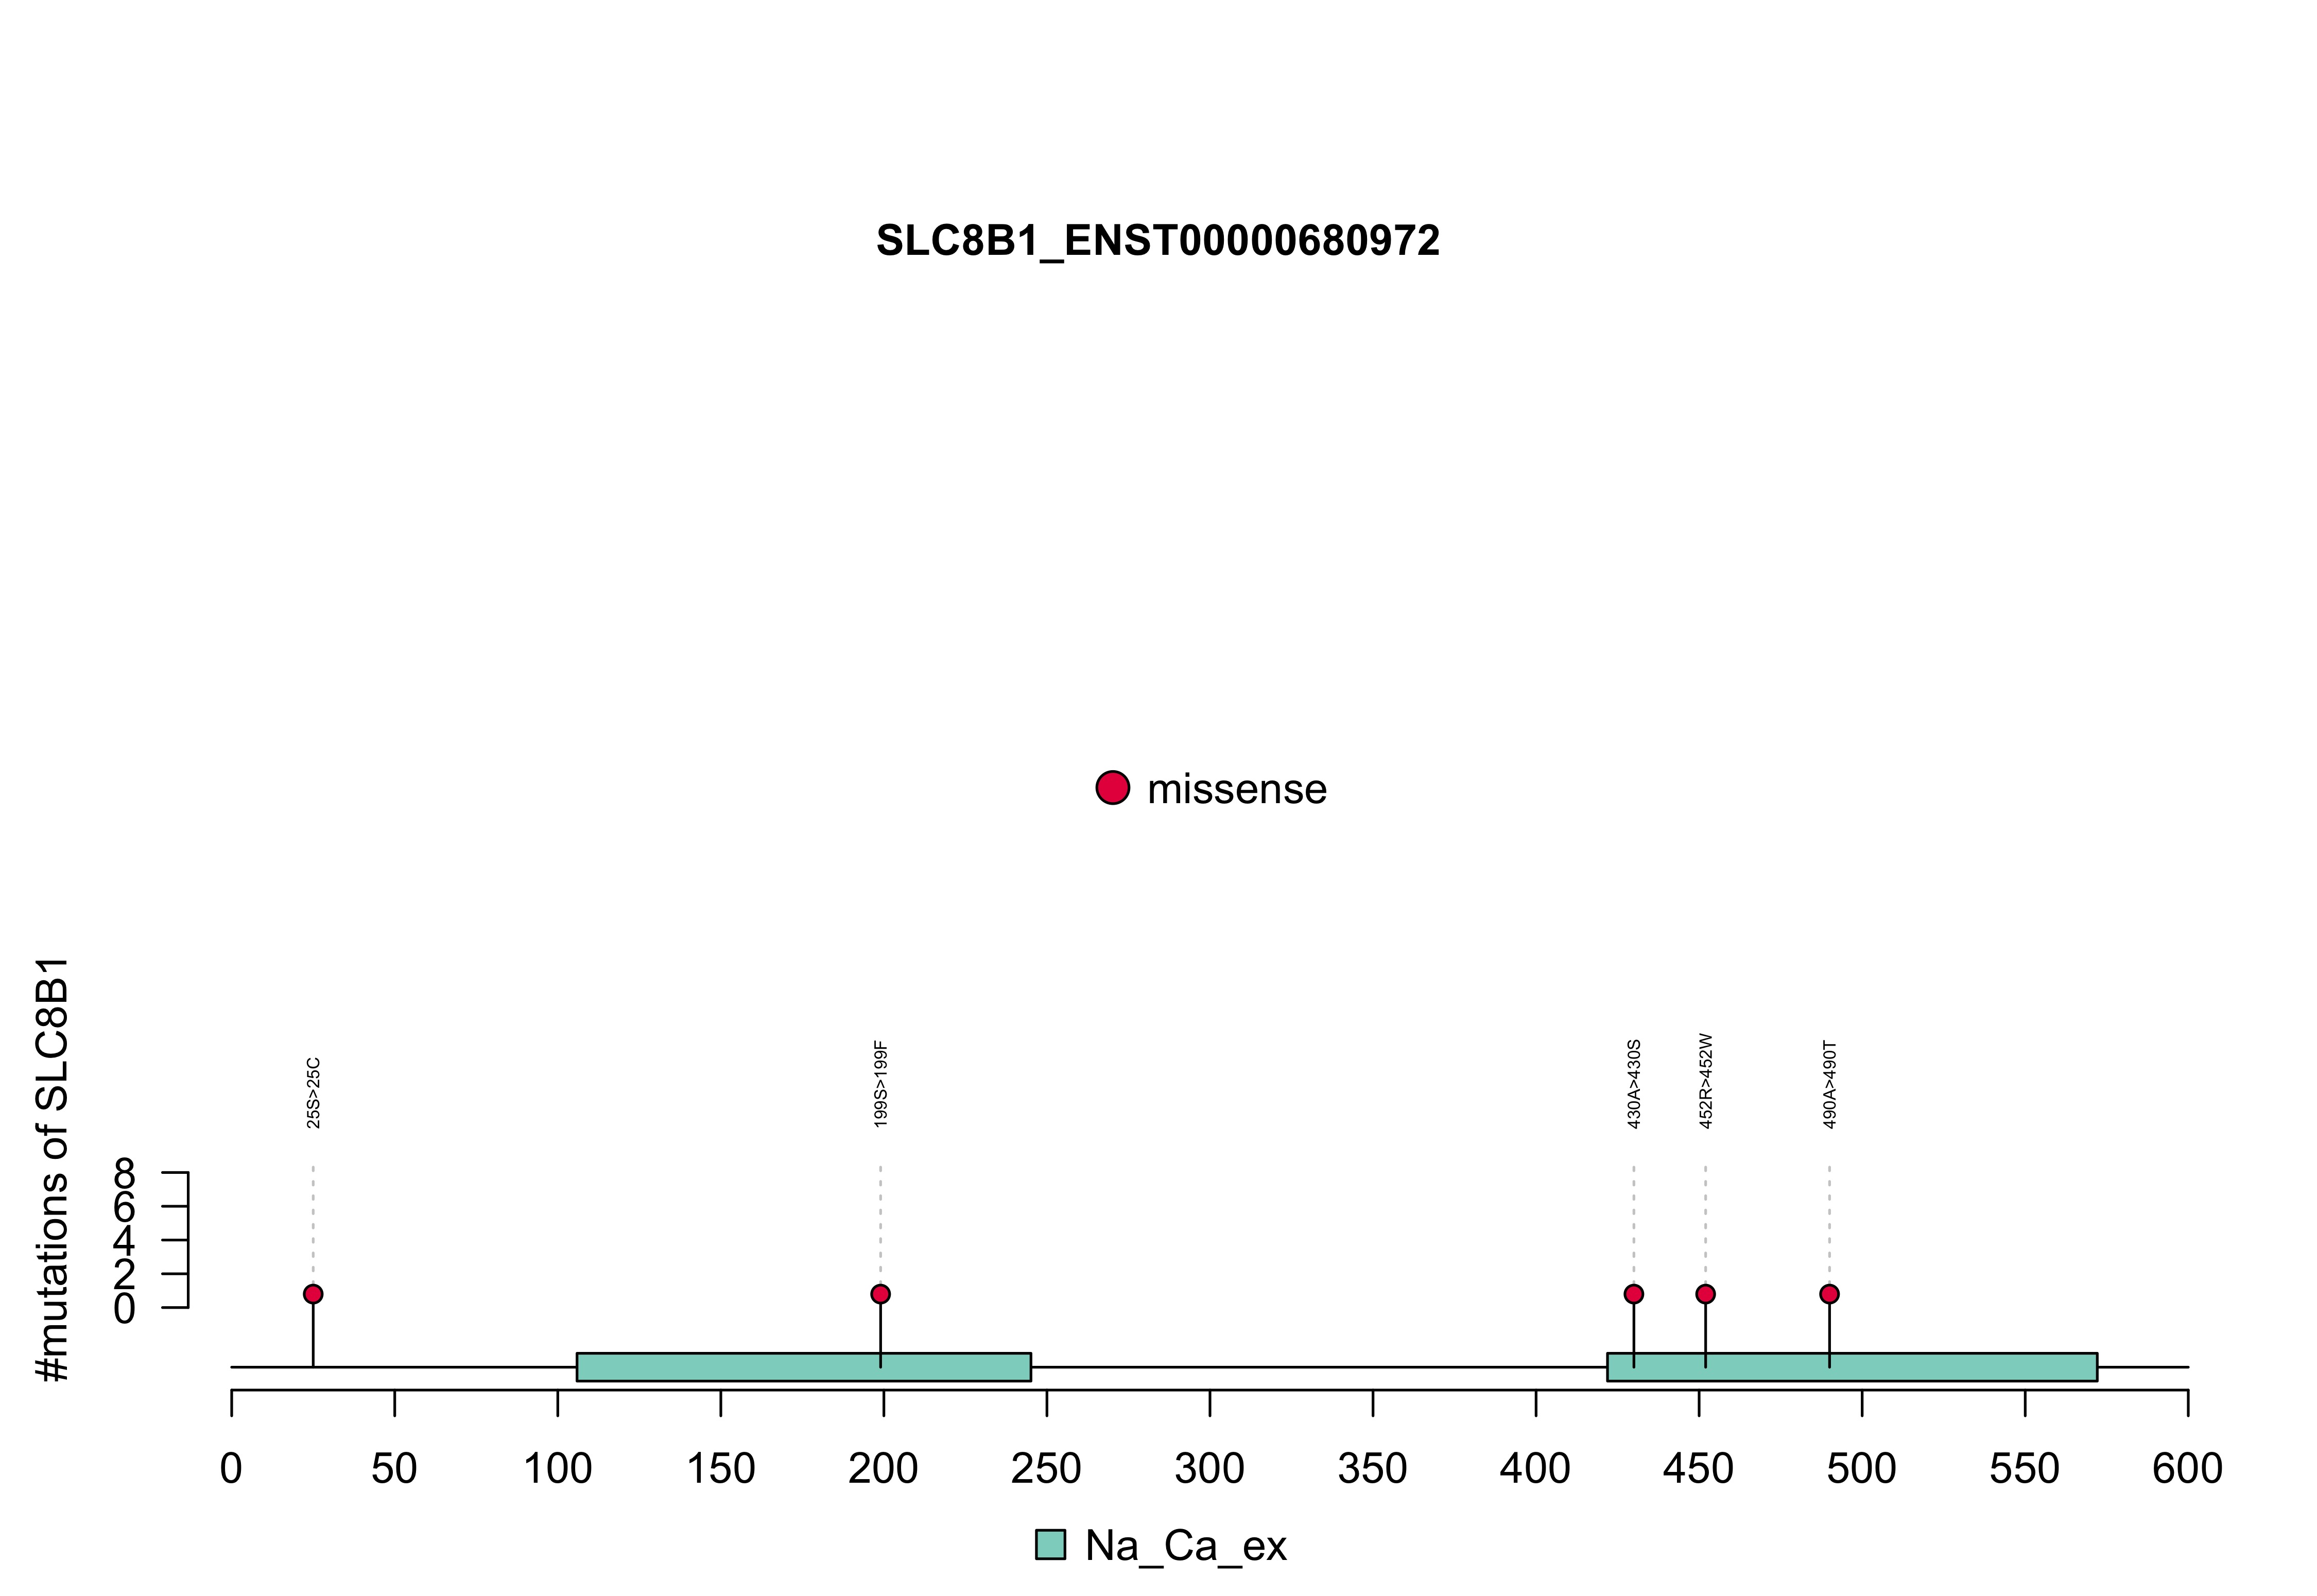 SLC8B1_ENST00000680972
missense
#mutations of SLC8B1
25S>25C
199S>199F
430A>430S
452R>452W
490A>490T
8
6
4
2
0
0 50 100 150 200 250 300 350 400 450 500 550 600
Na_Ca_ex